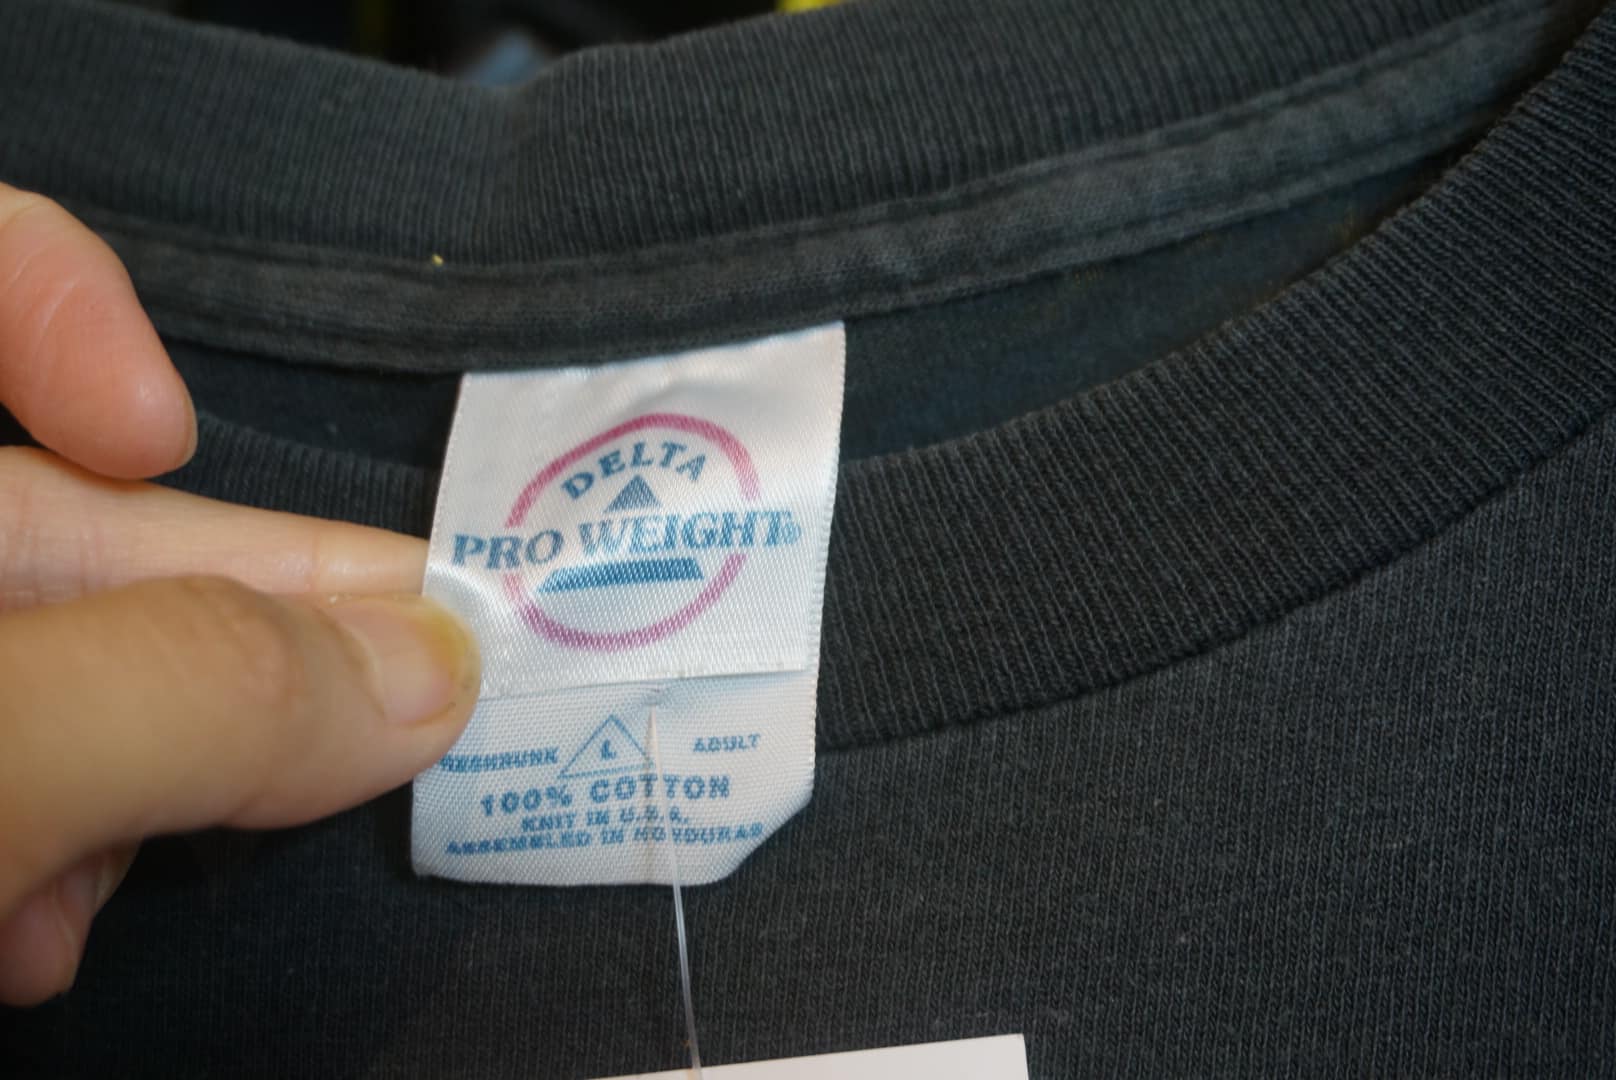 DELTA
PRO WEIGHT®
PRESHRUNK L ADULT
100% COTTON
KNIT IN U.S.A.
ASSEMBLED IN HONDURAS